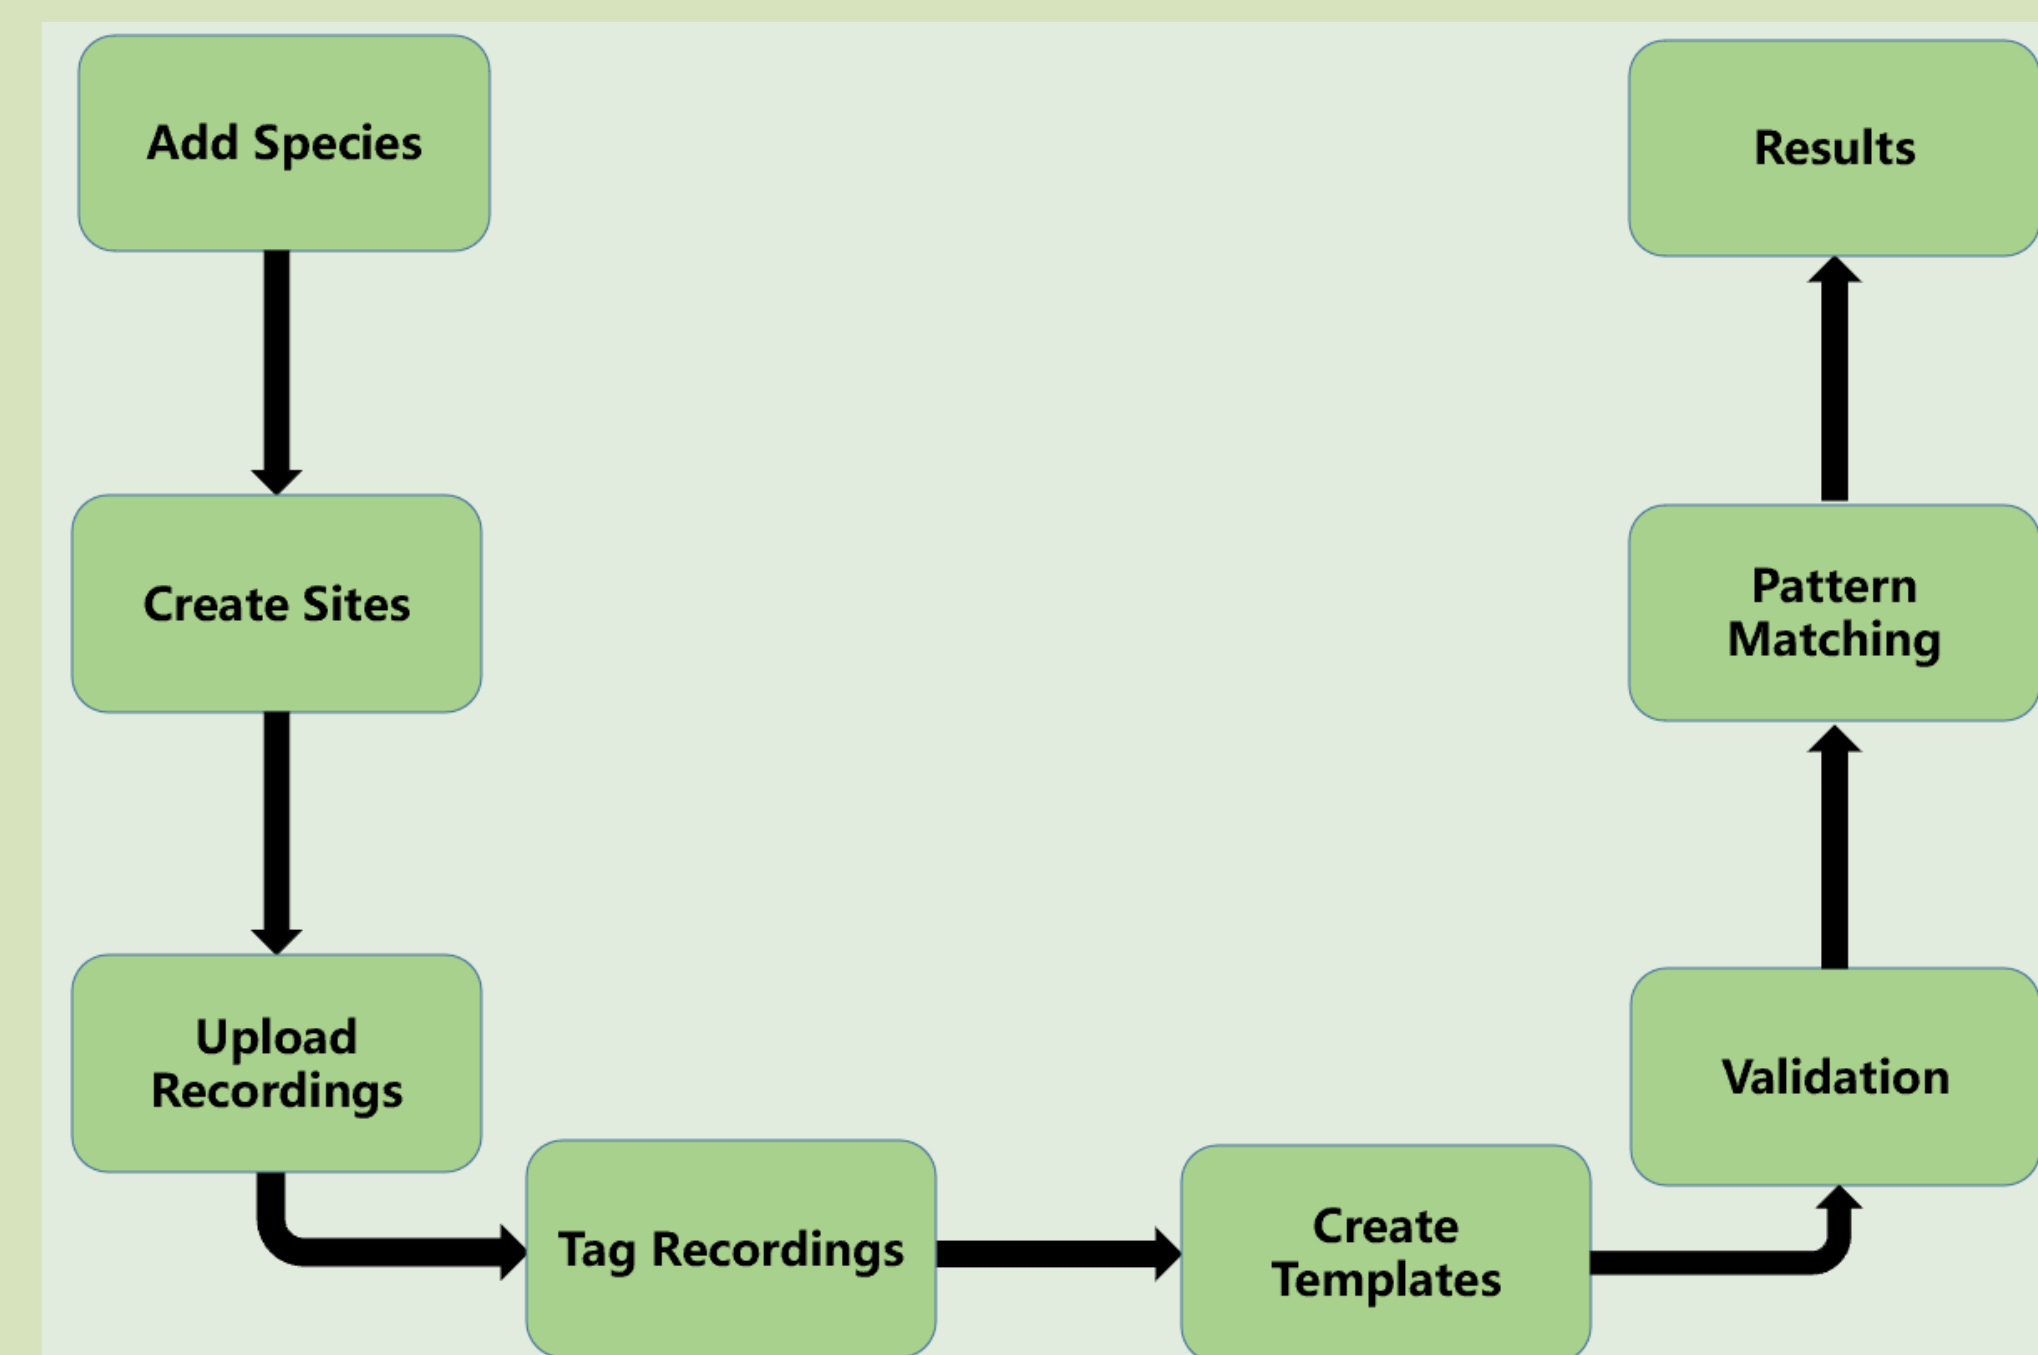 Add Species
Create Sites
Upload
Recordings
Tag Recordings
Create
Templates
Validation
Pattern
Matching
Results